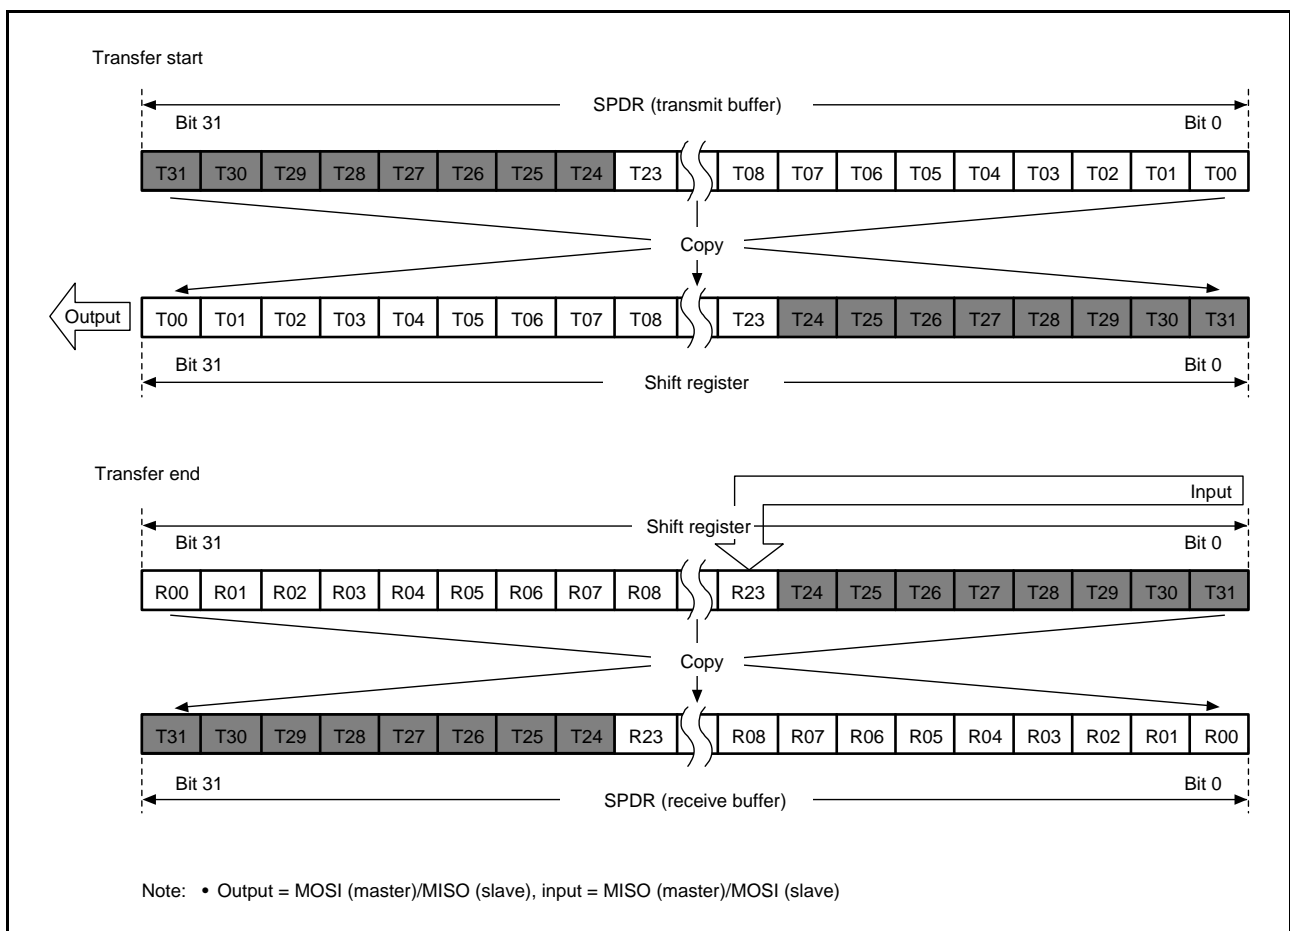 Transfer start
SPDR (transmit buffer)
Bit 31 Bit 0
T31 T30 T29 T28 T27 T26 T25 T24 T23 T08 T07 T06 T05 T04 T03 T02 T01 T00
Copy
Output T00 T01 T02 T03 T04 T05 T06 T07 T08 T23 T24 T25 T26 T27 T28 T29 T30 T31
Bit 31 Bit 0
Shift register
Transfer end
Input
Shift register
Bit 31 Bit 0
R00 R01 R02 R03 R04 R05 R06 R07 R08 R23 T24 T25 T26 T27 T28 T29 T30 T31
Copy
T31 T30 T29 T28 T27 T26 T25 T24 R23 R08 R07 R06 R05 R04 R03 R02 R01 R00
Bit 31 Bit 0
SPDR (receive buffer)
Note: • Output = MOSI (master)/MISO (slave), input = MISO (master)/MOSI (slave)